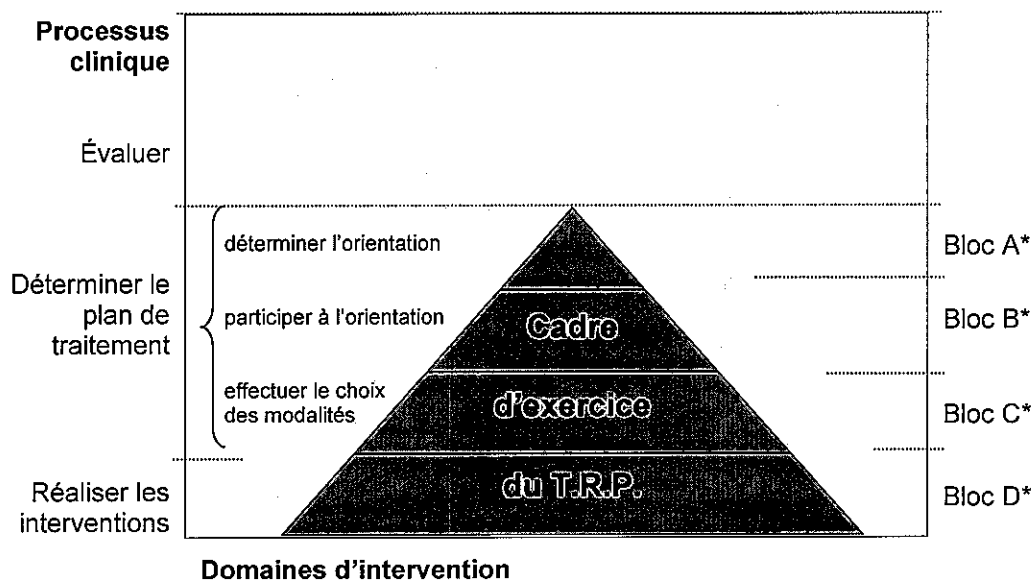 Processus
clinique
Évaluer
Déterminer le
plan de
traitement
déterminer l'orientation
participer à l'orientation
effectuer le choix
des modalités
Réaliser les
interventions
Cadre
d'exercice
du T.R.P.
Bloc A*
Bloc B*
Bloc C*
Bloc D*
Domaines d'intervention